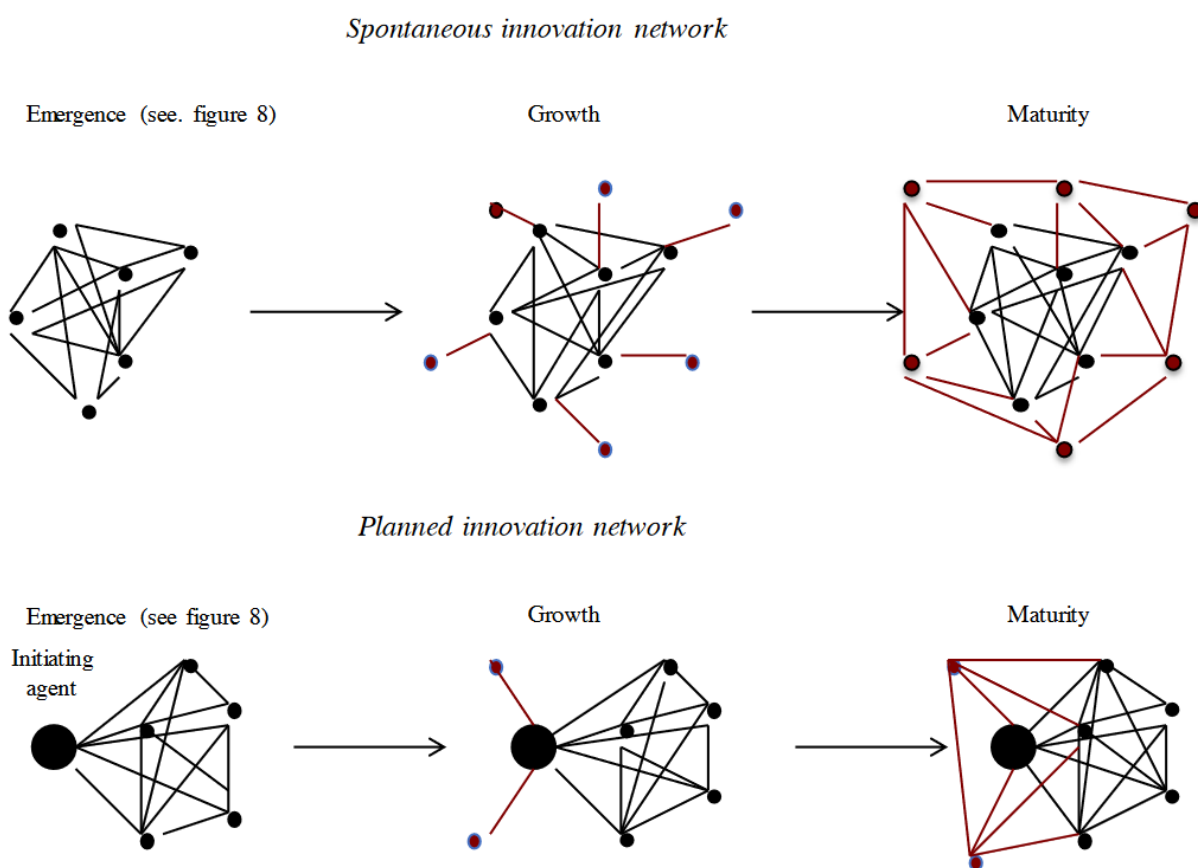 Spontaneous innovation network
Emergence (see. figure 8)
Growth
Maturity
Planned innovation network
Emergence (see figure 8)
Growth
Maturity
Initiating
agent